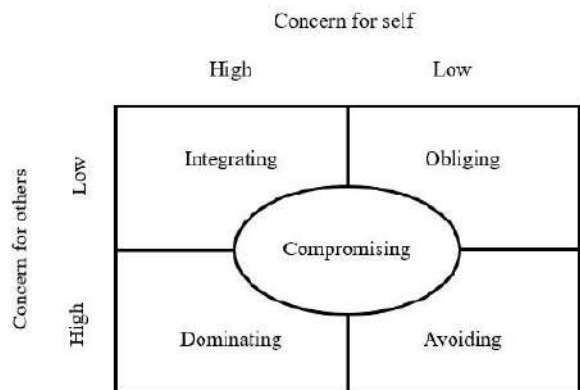 Concern for self
High
Low
Concern for others
Low
Integrating
Obliging
Compromising
High
Dominating
Avoiding